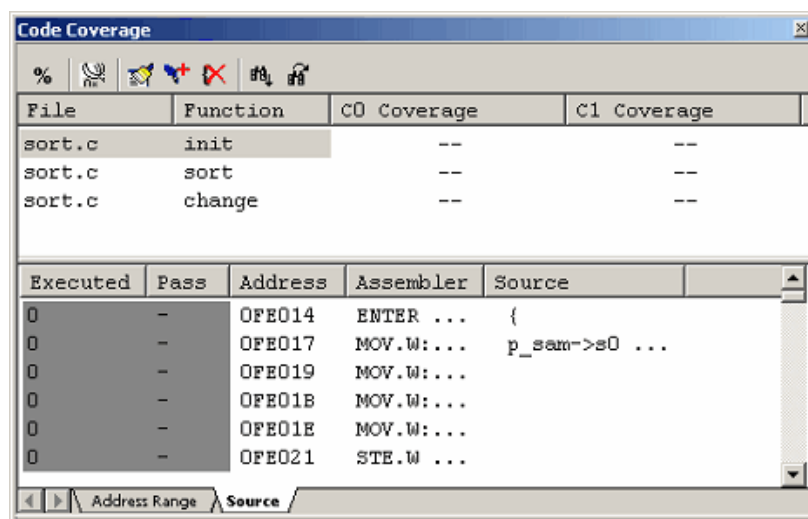 Code Coverage
%
File Function C0 Coverage C1 Coverage
sort.c init -- --
sort.c sort -- --
sort.c change -- --
Executed Pass Address Assembler Source
0 - 0FE014 ENTER ... {
0 - 0FE017 MOV.W:... p_sam->s0 ...
0 - 0FE019 MOV.W:...
0 - 0FE01B MOV.W:...
0 - 0FE01E MOV.W:...
0 - 0FE021 STE.W ...
Address Range Source